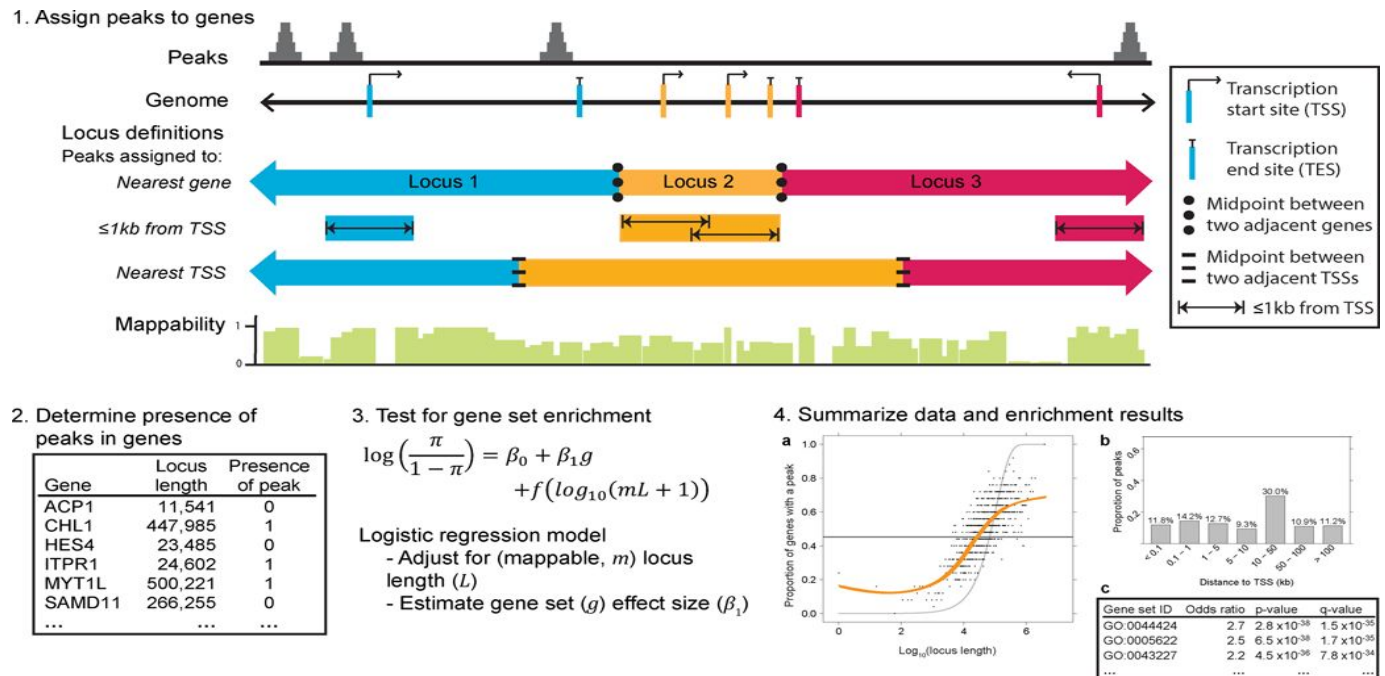 1. Assign peaks to genes
Peaks
Genome
Locus definitions
Peaks assigned to:
Nearest gene
Locus 1
Locus 2
Locus 3
≤1kb from TSS
Nearest TSS
Mappability
1
0
Transcription
start site (TSS)
Transcription
end site (TES)
Midpoint between
two adjacent genes
Midpoint between
two adjacent TSSs
≤1kb from TSS
2. Determine presence of
peaks in genes
Gene Locus length Presence of peak
ACP1 11,541 0
CHL1 447,985 1
HES4 23,485 0
ITPR1 24,602 1
MYT1L 500,221 1
SAMD11 266,255 0
... ... ...
3. Test for gene set enrichment
log(π/(1 − π)) = β₀ + β₁g
+f(log₁₀(mL + 1))
Logistic regression model
- Adjust for (mappable, m) locus
length (L)
- Estimate gene set (g) effect size (β₁)
4. Summarize data and enrichment results
a
Proportion of genes with a peak
1.0
0.8
0.6
0.4
0.2
0.0
0 2 4 6
Log₁₀(locus length)
b
Proportion of peaks
0.6
0.4
0.2
11.8% 14.2% 12.7% 9.3% 30.0% 10.9% 11.2%
< 0.1 0.1 - 1 1 - 5 5 - 10 10 - 50 50 - 100 > 100
Distance to TSS (kb)
c
Gene set ID Odds ratio p-value q-value
GO:0044424 2.7 2.8 x10⁻³⁸ 1.5 x10⁻³⁵
GO:0005622 2.5 6.5 x10⁻³⁸ 1.7 x10⁻³⁵
GO:0043227 2.2 4.5 x10⁻³⁶ 7.8 x10⁻³⁴
... ... ... ...